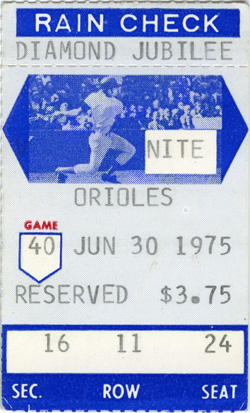 RAIN CHECK
DIAMOND JUBILEE
NITE
ORIOLES
GAME
40 JUN 30 1975
RESERVED $3.75
16 11 24
SEC. ROW SEAT